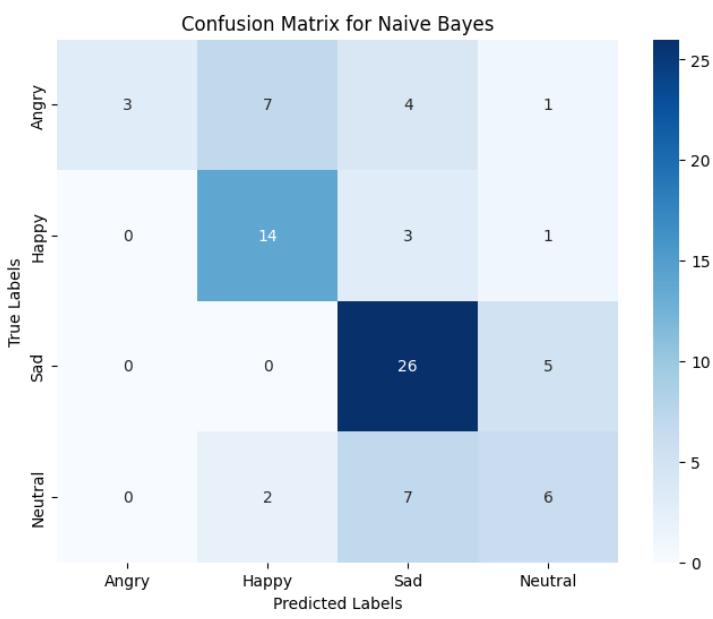 Confusion Matrix for Naive Bayes
True Labels
Angry 3 7 4 1
Happy 0 14 3 1
Sad 0 0 26 5
Neutral 0 2 7 6
Angry Happy Sad Neutral
Predicted Labels
25
20
15
10
5
0